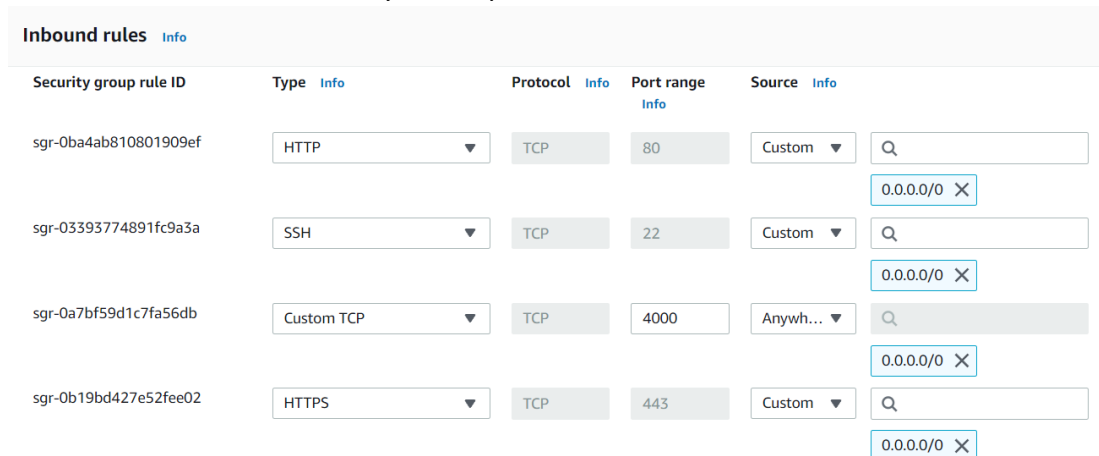 Inbound rules Info
Security group rule ID Type Info Protocol Info Port range Source Info
Info
sgr-0ba4ab810801909ef HTTP TCP 80 Custom
0.0.0.0/0
sgr-03393774891fc9a3a SSH TCP 22 Custom
0.0.0.0/0
sgr-0a7bf59d1c7fa56db Custom TCP TCP 4000 Anywh...
0.0.0.0/0
sgr-0b19bd427e52fee02 HTTPS TCP 443 Custom
0.0.0.0/0